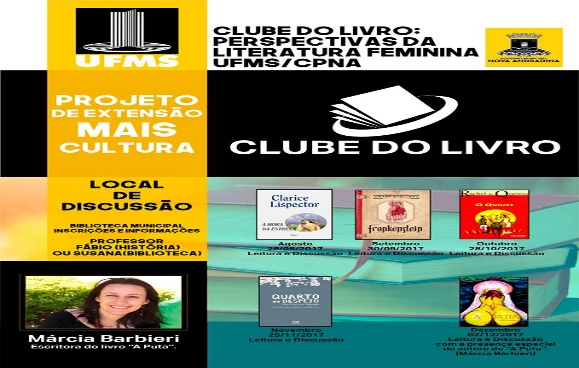 UFMS
CLUBE DO LIVRO:
PERSPECTIVAS DA
LITERATURA FEMININA
UFMS/CPNA
NOVA ANDRADINA
PROJETO
DE EXTENSÃO
MAIS
CULTURA
CLUBE DO LIVRO
LOCAL
DE
DISCUSSÃO
BIBLIOTECA MUNICIPAL
INSCRIÇÕES E INFORMAÇÕES
PROFESSOR
FÁBIO (HISTÓRIA)
OU SUSANA(BIBLIOTECA)
Clarice
Lispector
A HORA
DA ESTRELA
Agosto
26/08/2017
Leitura e Discussão
frankenstein
Setembro
30/09/2017
Leitura e Discussão
Rachel de Queiroz
O QUINZE
Outubro
28/10/2017
Leitura e Discussão
QUARTO
DE DESPEJO
Novembro
25/11/2017
Leitura e Discussão
A PUTA
Dezembro
02/12/2017
Leitura e Discussão
com a presença especial
da autora de "A Puta".
(Márcia Barbieri)
Márcia Barbieri
Escritora do livro "A Puta".